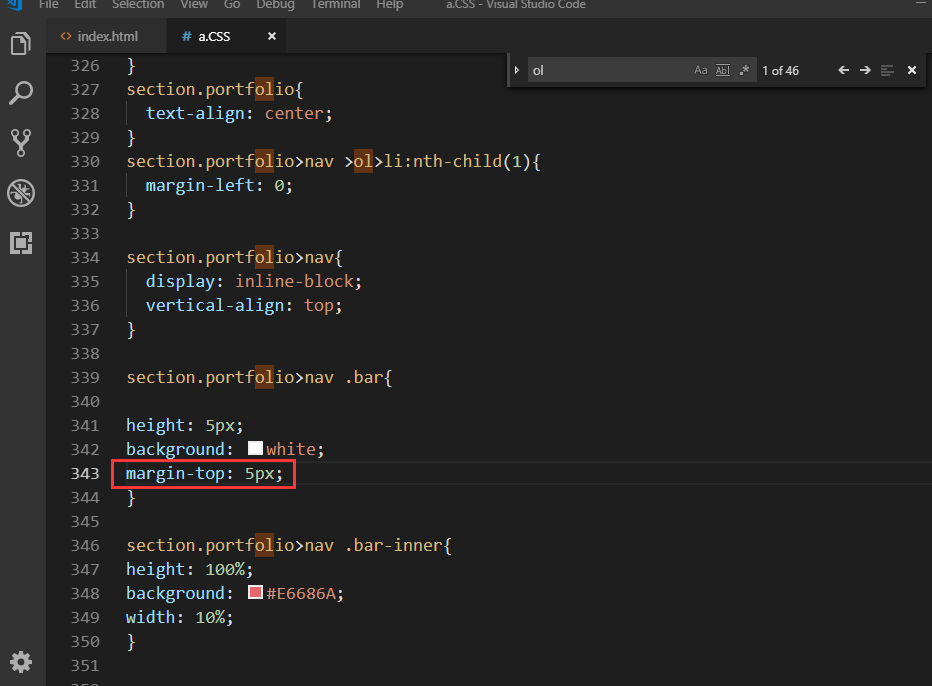 File Edit Selection View Go Debug Terminal Help a.CSS - Visual Studio Code
<> index.html # a.CSS ×
ol Aa Abl .* 1 of 46
326 }
327 section.portfolio{
328 text-align: center;
329 }
330 section.portfolio>nav >ol>li:nth-child(1){
331 margin-left: 0;
332 }
333
334 section.portfolio>nav{
335 display: inline-block;
336 vertical-align: top;
337 }
338
339 section.portfolio>nav .bar{
340
341 height: 5px;
342 background: white;
343 margin-top: 5px;
344 }
345
346 section.portfolio>nav .bar-inner{
347 height: 100%;
348 background: #E6686A;
349 width: 10%;
350 }
351